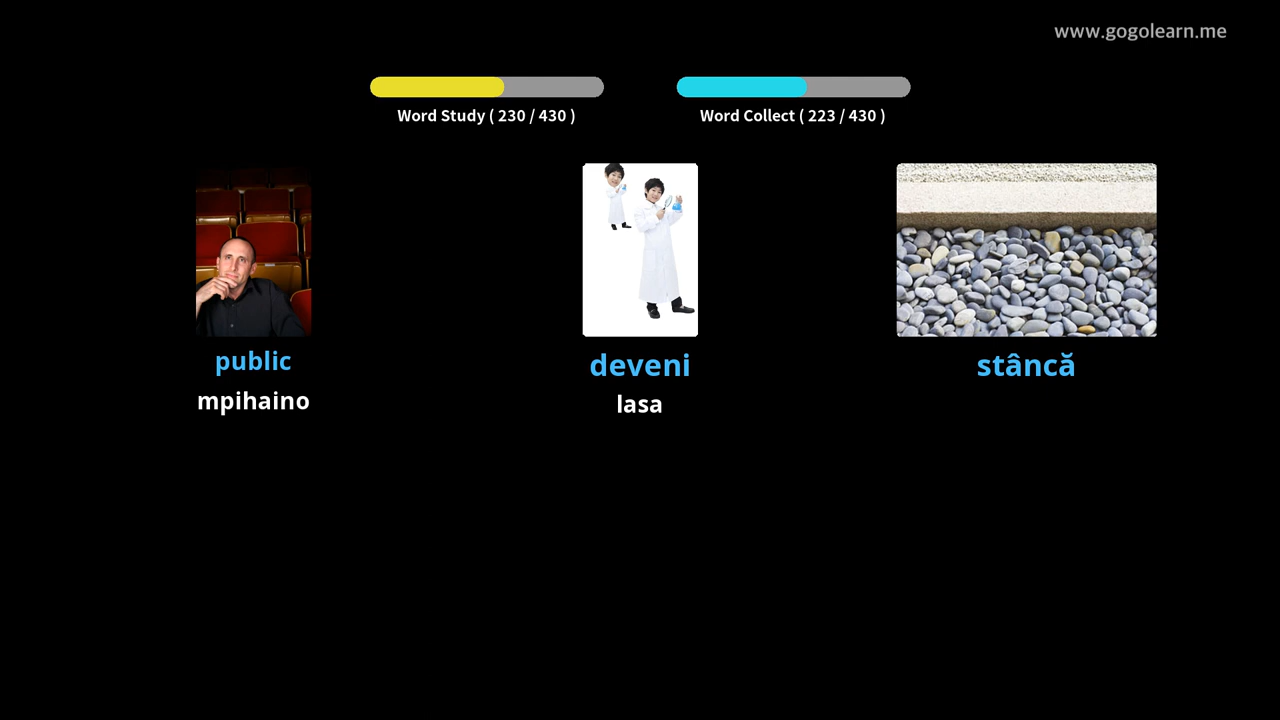 www.gogolearn.me
Word Study ( 230 / 430 )
Word Collect ( 223 / 430 )
public
mpihaino
deveni
lasa
stâncă